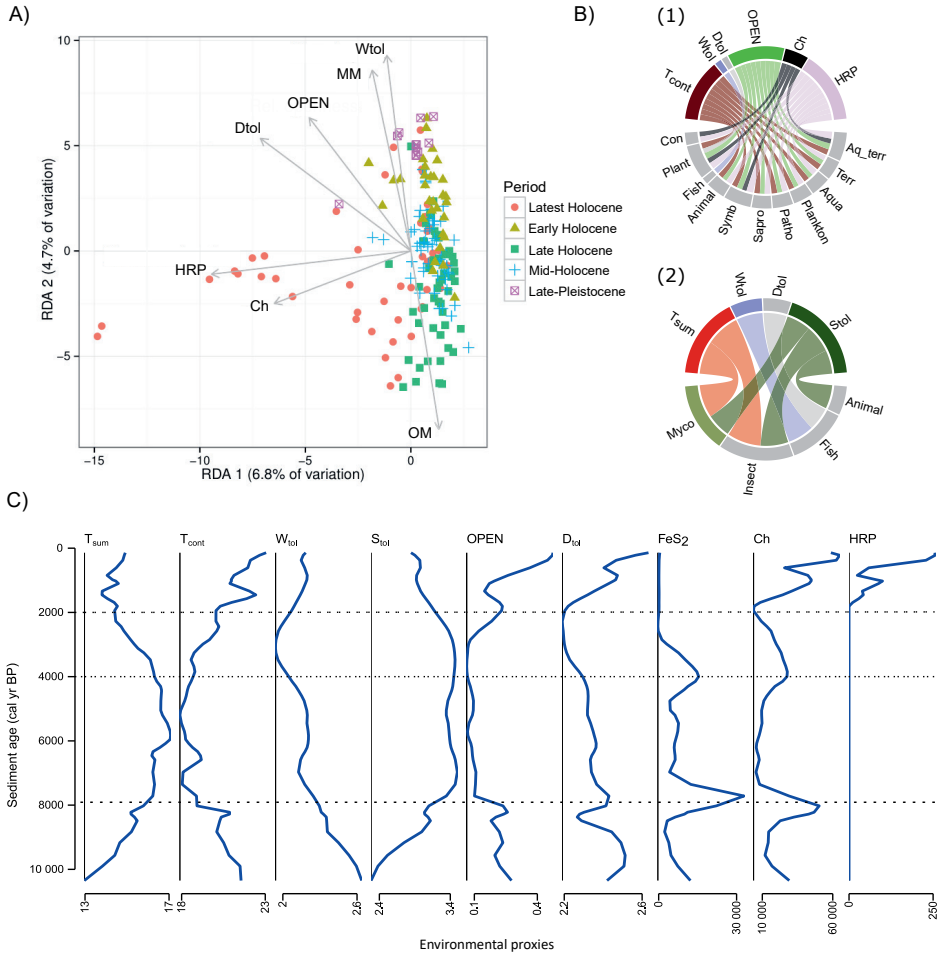 A)
B)
(1)
10
5
0
−5
−15
−10
−5
0
RDA 1 (6.8% of variation)
RDA 2 (4.7% of variation)
Wtol
MM
OPEN
Dtol
HRP
Ch
OM
Period
Latest Holocene
Early Holocene
Late Holocene
Mid-Holocene
Late-Pleistocene
Tcont
Wtol
Dtol
OPEN
Ch
HRP
Con
Plant
Fish
Animal
Symb
Sapro
Patho
Plankton
Aqua
Terr
Aq_terr
(2)
Tsum
Wtol
Dtol
Stol
Myco
Insect
Fish
Animal
C)
Tsum Tcont Wtol Stol OPEN Dtol FeS2 Ch HRP
0
2000
4000
6000
8000
10 000
Sediment age (cal yr BP)
13 17 18 23 2 2.6 2.4 3.4 0.1 0.4 2.2 2.6 0 30 000 10 000 60 000 0 250
Environmental proxies